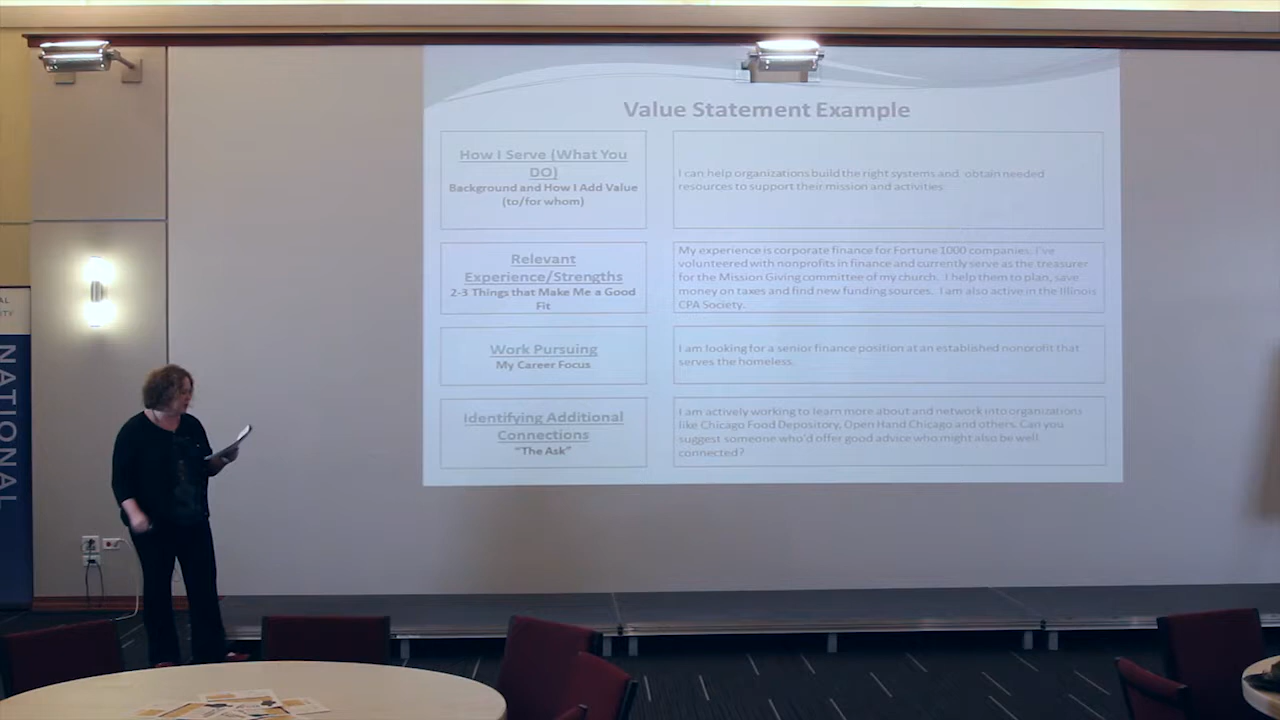 Value Statement Example
How I Serve (What You
DO)
Background and How I Add Value
(to/for whom)
I can help organizations build the right systems and obtain needed
resources to support their mission and activities
Relevant
Experience/Strengths
2-3 Things that Make Me a Good
Fit
My experience is corporate finance for Fortune 1000 companies. I've
volunteered with nonprofits in finance and currently serve as the treasurer
for the Mission Giving committee of my church. I help them to plan, save
money on taxes and find new funding sources. I am also active in the Illinois
CPA Society.
Work Pursuing
My Career Focus
I am looking for a senior finance position at an established nonprofit that
serves the homeless.
Identifying Additional
Connections
"The Ask"
I am actively working to learn more about and network into organizations
like Chicago Food Depository, Open Hand Chicago and others. Can you
suggest someone who'd offer good advice who might also be well
connected?
NATIONAL